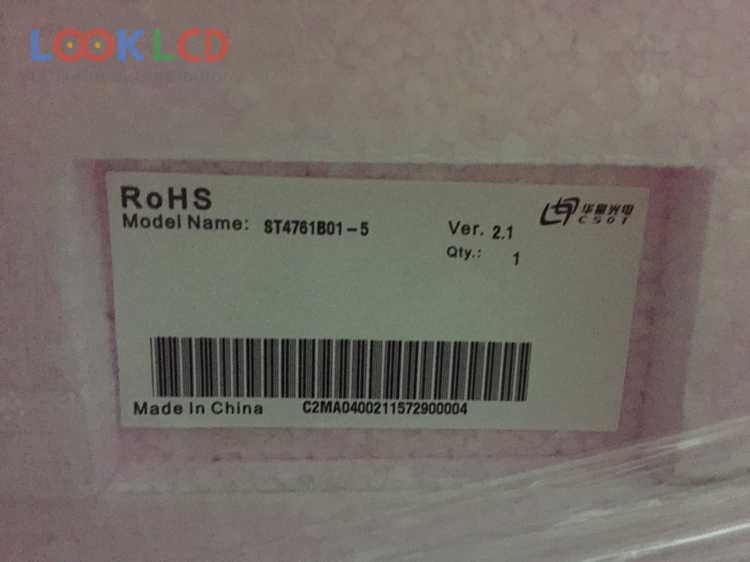 LOOKLCD
LCD Panel Distributor
RoHS
Model Name: ST4761B01-5
Ver. 2.1
Qty.: 1
华星光电
CSOT
Made In China
C2MA0400211572900004